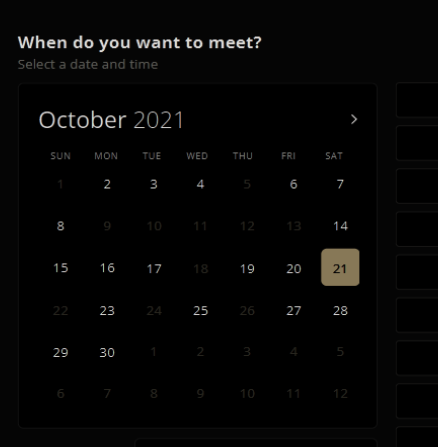 When do you want to meet?
Select a date and time
October 2021
SUN MON TUE WED THU FRI SAT
1 2 3 4 5 6 7
8 9 10 11 12 13 14
15 16 17 18 19 20 21
22 23 24 25 26 27 28
29 30 1 2 3 4 5
6 7 8 9 10 11 12